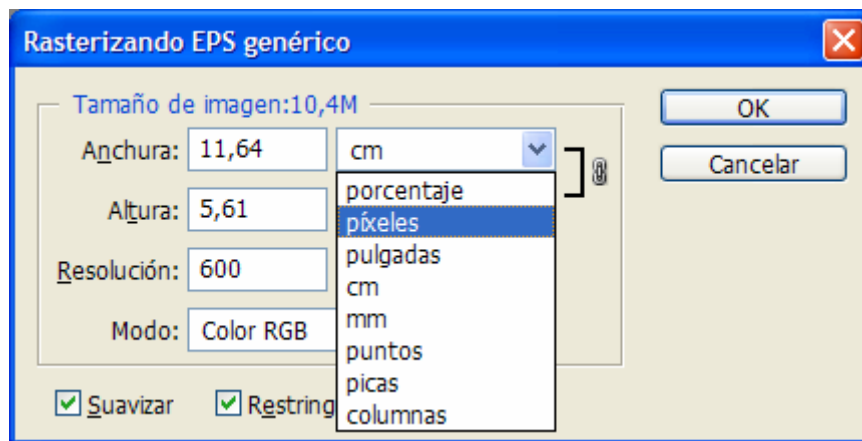 Rasterizando EPS genérico
Tamaño de imagen:10,4M
OK
Anchura: 11,64 cm
Cancelar
porcentaje
Altura: 5,61
píxeles
pulgadas
Resolución: 600
cm
mm
Modo: Color RGB
puntos
picas
Suavizar Restring
columnas